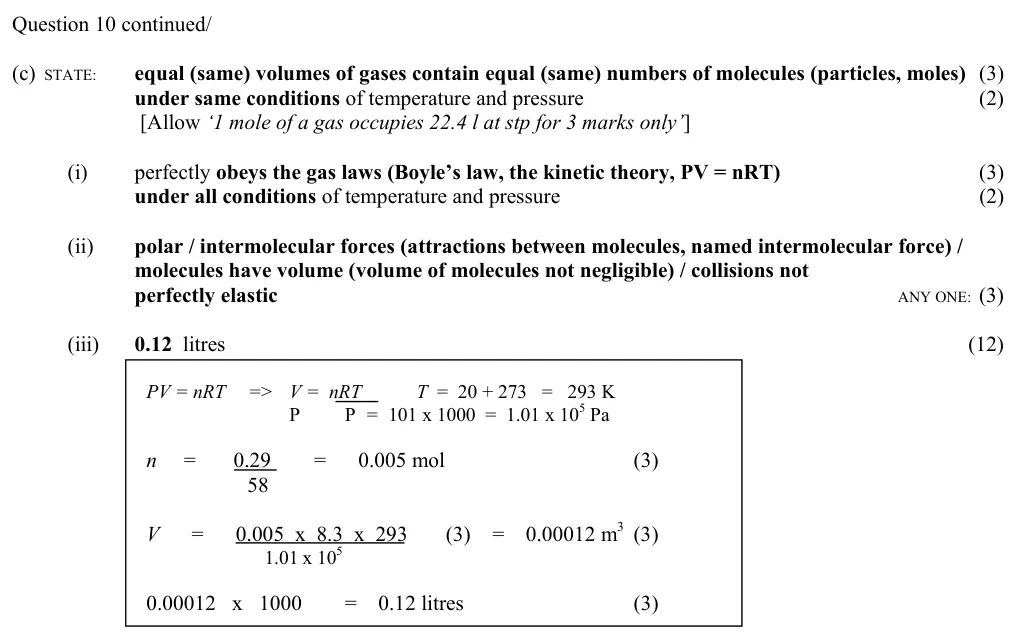 Question 10 continued/
(c) STATE: equal (same) volumes of gases contain equal (same) numbers of molecules (particles, moles) (3)
under same conditions of temperature and pressure (2)
[Allow ‘1 mole of a gas occupies 22.4 l at stp for 3 marks only’]
(i) perfectly obeys the gas laws (Boyle’s law, the kinetic theory, PV = nRT) (3)
under all conditions of temperature and pressure (2)
(ii) polar / intermolecular forces (attractions between molecules, named intermolecular force) /
molecules have volume (volume of molecules not negligible) / collisions not
perfectly elastic ANY ONE: (3)
(iii) 0.12 litres (12)
PV = nRT => V = nRT T = 20 + 273 = 293 K
P P = 101 x 1000 = 1.01 x 10⁵ Pa
n = 0.29 = 0.005 mol (3)
58
V = 0.005 x 8.3 x 293 (3) = 0.00012 m³ (3)
1.01 x 10⁵
0.00012 x 1000 = 0.12 litres (3)